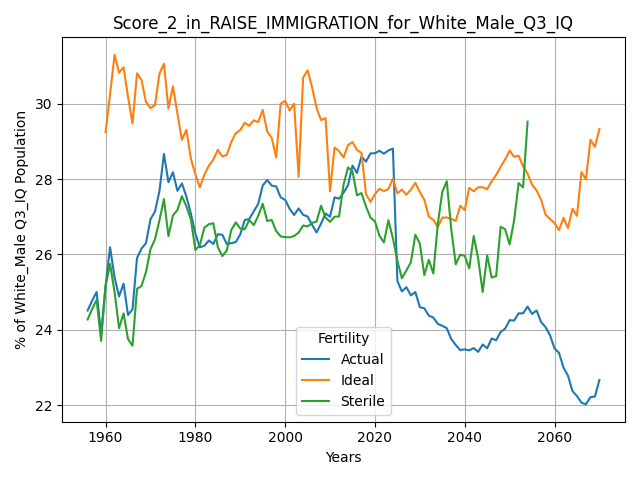 Score_2_in_RAISE_IMMIGRATION_for_White_Male_Q3_IQ
% of White_Male Q3_IQ Population
30
28
26
24
22
Fertility
Actual
Ideal
Sterile
1960 1980 2000 2020 2040 2060
Years